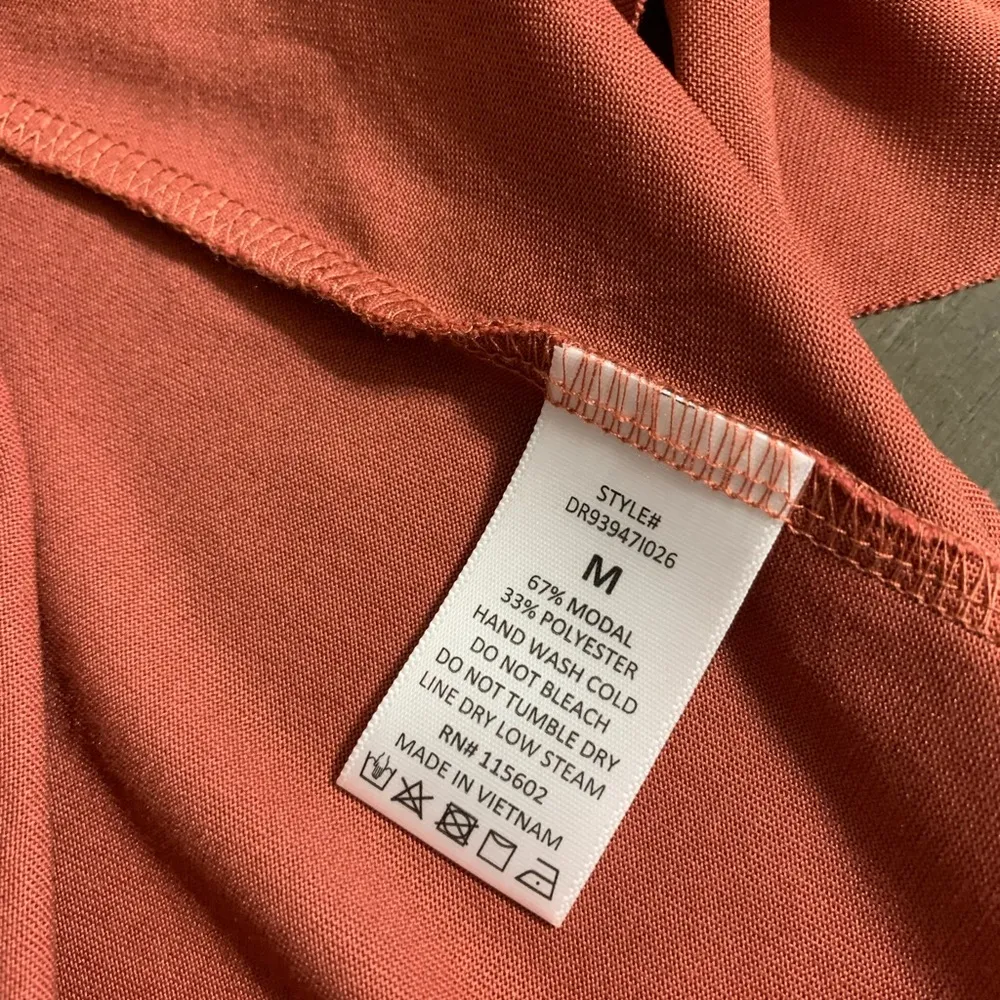 STYLE#
DR93947I026
M
67% MODAL
33% POLYESTER
HAND WASH COLD
DO NOT BLEACH
DO NOT TUMBLE DRY
LINE DRY LOW STEAM
RN# 115602
MADE IN VIETNAM